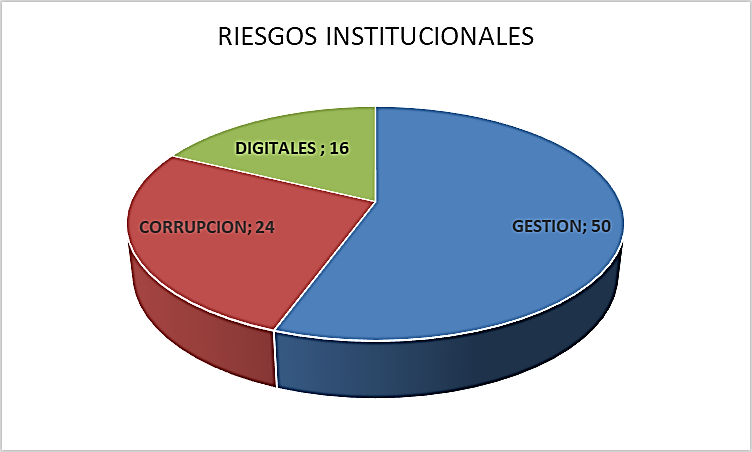 RIESGOS INSTITUCIONALES
DIGITALES ; 16
CORRUPCION; 24
GESTION; 50